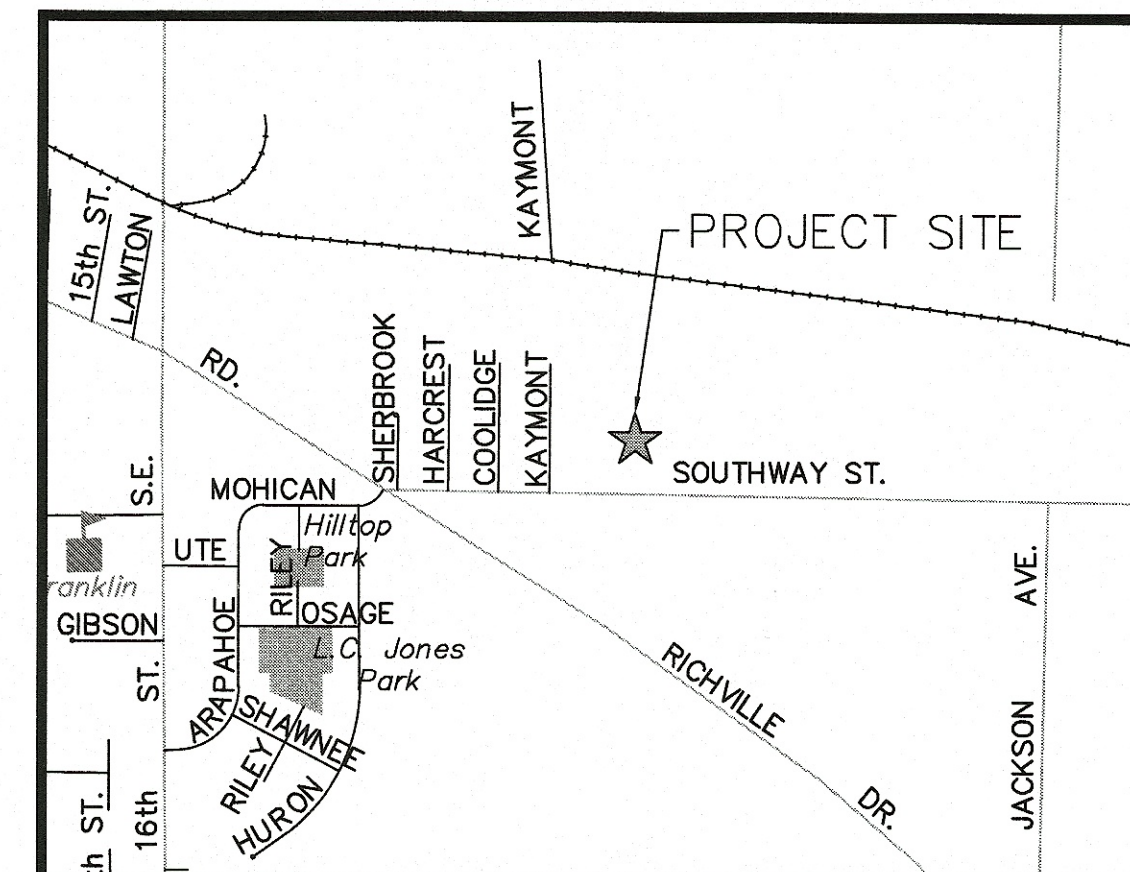 KAYMONT
PROJECT SITE
15th ST.
LAWTON
RD.
SHERBROOK
HARCREST
COOLIDGE
KAYMONT
SOUTHWAY ST.
S.E.
MOHICAN
Hilltop
Park
UTE
RILEY
ranklin
OSAGE
GIBSON
ARAPAHOE
L.C. Jones
Park
ST.
SHAWNEE
RILEY
HURON
16th
th ST.
RICHVILLE
DR.
AVE.
JACKSON